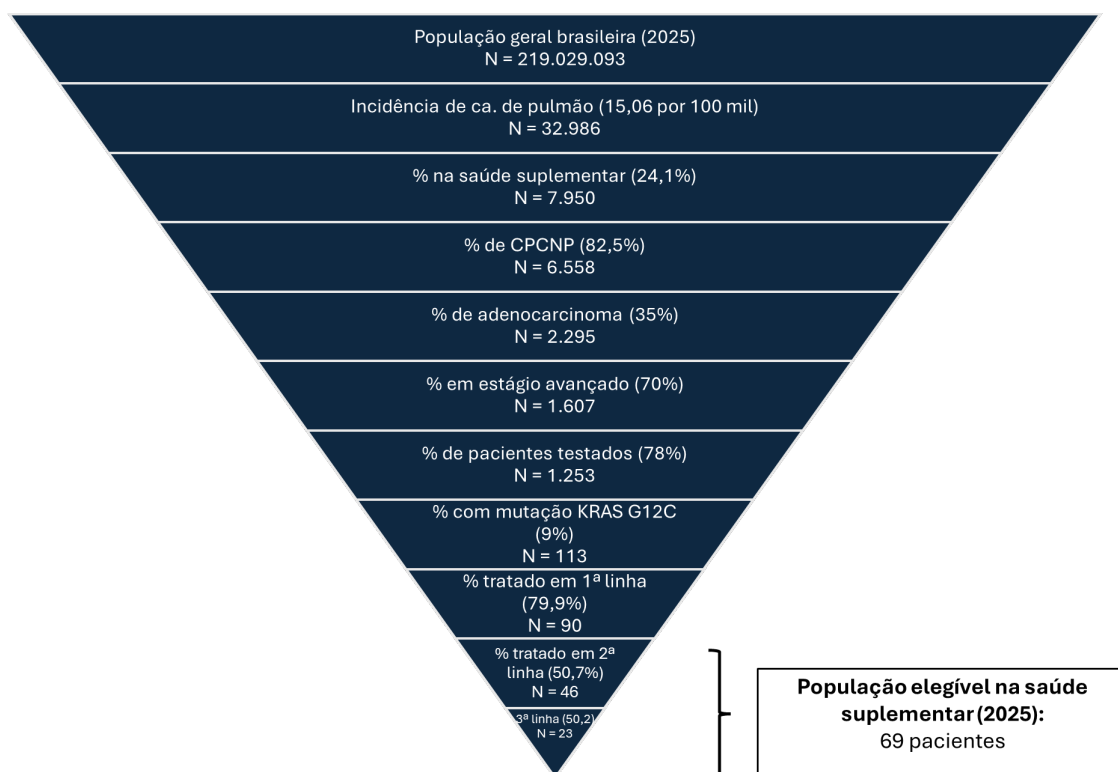 População geral brasileira (2025)
N = 219.029.093
Incidência de ca. de pulmão (15,06 por 100 mil)
N = 32.986
% na saúde suplementar (24,1%)
N = 7.950
% de CPCNP (82,5%)
N = 6.558
% de adenocarcinoma (35%)
N = 2.295
% em estágio avançado (70%)
N = 1.607
% de pacientes testados (78%)
N = 1.253
% com mutação KRAS G12C
(9%)
N = 113
% tratado em 1ª linha
(79,9%)
N = 90
% tratado em 2ª
linha (50,7%)
N = 46
3ª linha (50,2)
N = 23
População elegível na saúde
suplementar (2025):
69 pacientes